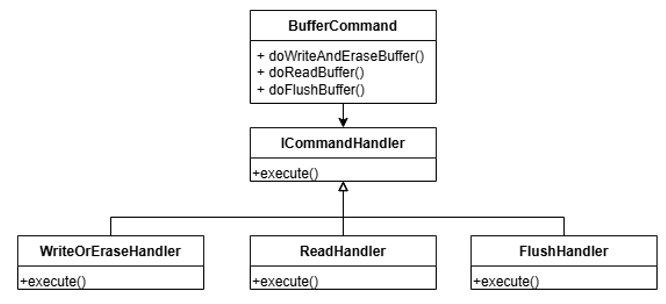 BufferCommand
+ doWriteAndEraseBuffer()
+ doReadBuffer()
+ doFlushBuffer()
ICommandHandler
+execute()
WriteOrEraseHandler
+execute()
ReadHandler
+execute()
FlushHandler
+execute()